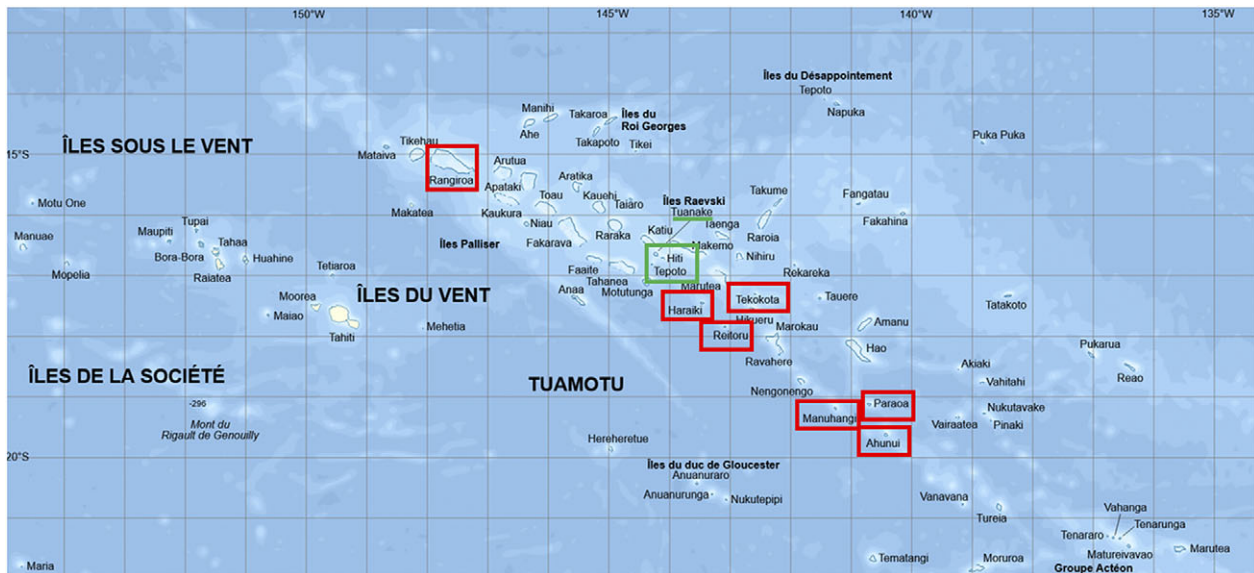 150°W
145°W
140°W
135°W
Îles du Désappointement
Tepoto
Napuka
Manihi
Takaroa
Îles du
Roi Georges
Ahe
Takapoto
Tikei
Puka Puka
ÎLES SOUS LE VENT
Tikehau
Mataiva
15°S
Rangiroa
Arutua
Apataki
Aratika
Kauehi
Toau
Taiaro
Îles Raevski
Tuanake
Takume
Fangatau
Fakahina
Motu One
Makatea
Kaukura
Niau
Îles Palliser
Fakarava
Raraka
Katiu
Taenga
Makemo
Raroia
Nihiru
Tupai
Maupiti
Manuae
Bora-Bora
Tahaa
Huahine
Raiatea
Mopelia
Tetiaroa
Hiti
Tepoto
Faaite
Tahanea
Motutunga
Anaa
Marutea
Rekareka
Tekokota
Tauere
Tatakoto
Moorea
ÎLES DU VENT
Maiao
Tahiti
Mehetia
Haraiki
Hikueru
Reitoru
Marokau
Amanu
Hao
Ravahere
Pukarua
Reao
ÎLES DE LA SOCIÉTÉ
TUAMOTU
Akiaki
Vahitahi
Nengonengo
-296
Mont du
Rigault de Genouilly
Manuhangi
Paraoa
Nukutavake
Vairaatea
Pinaki
Ahunui
Hereheretue
20°S
Îles du duc de Gloucester
Anuanuraro
Anuanurunga
Nukutepipi
Vanavana
Tureia
Vahanga
Tenarunga
Tenararo
Matureivavao
Marutea
Maria
Tematangi
Moruroa
Groupe Actéon